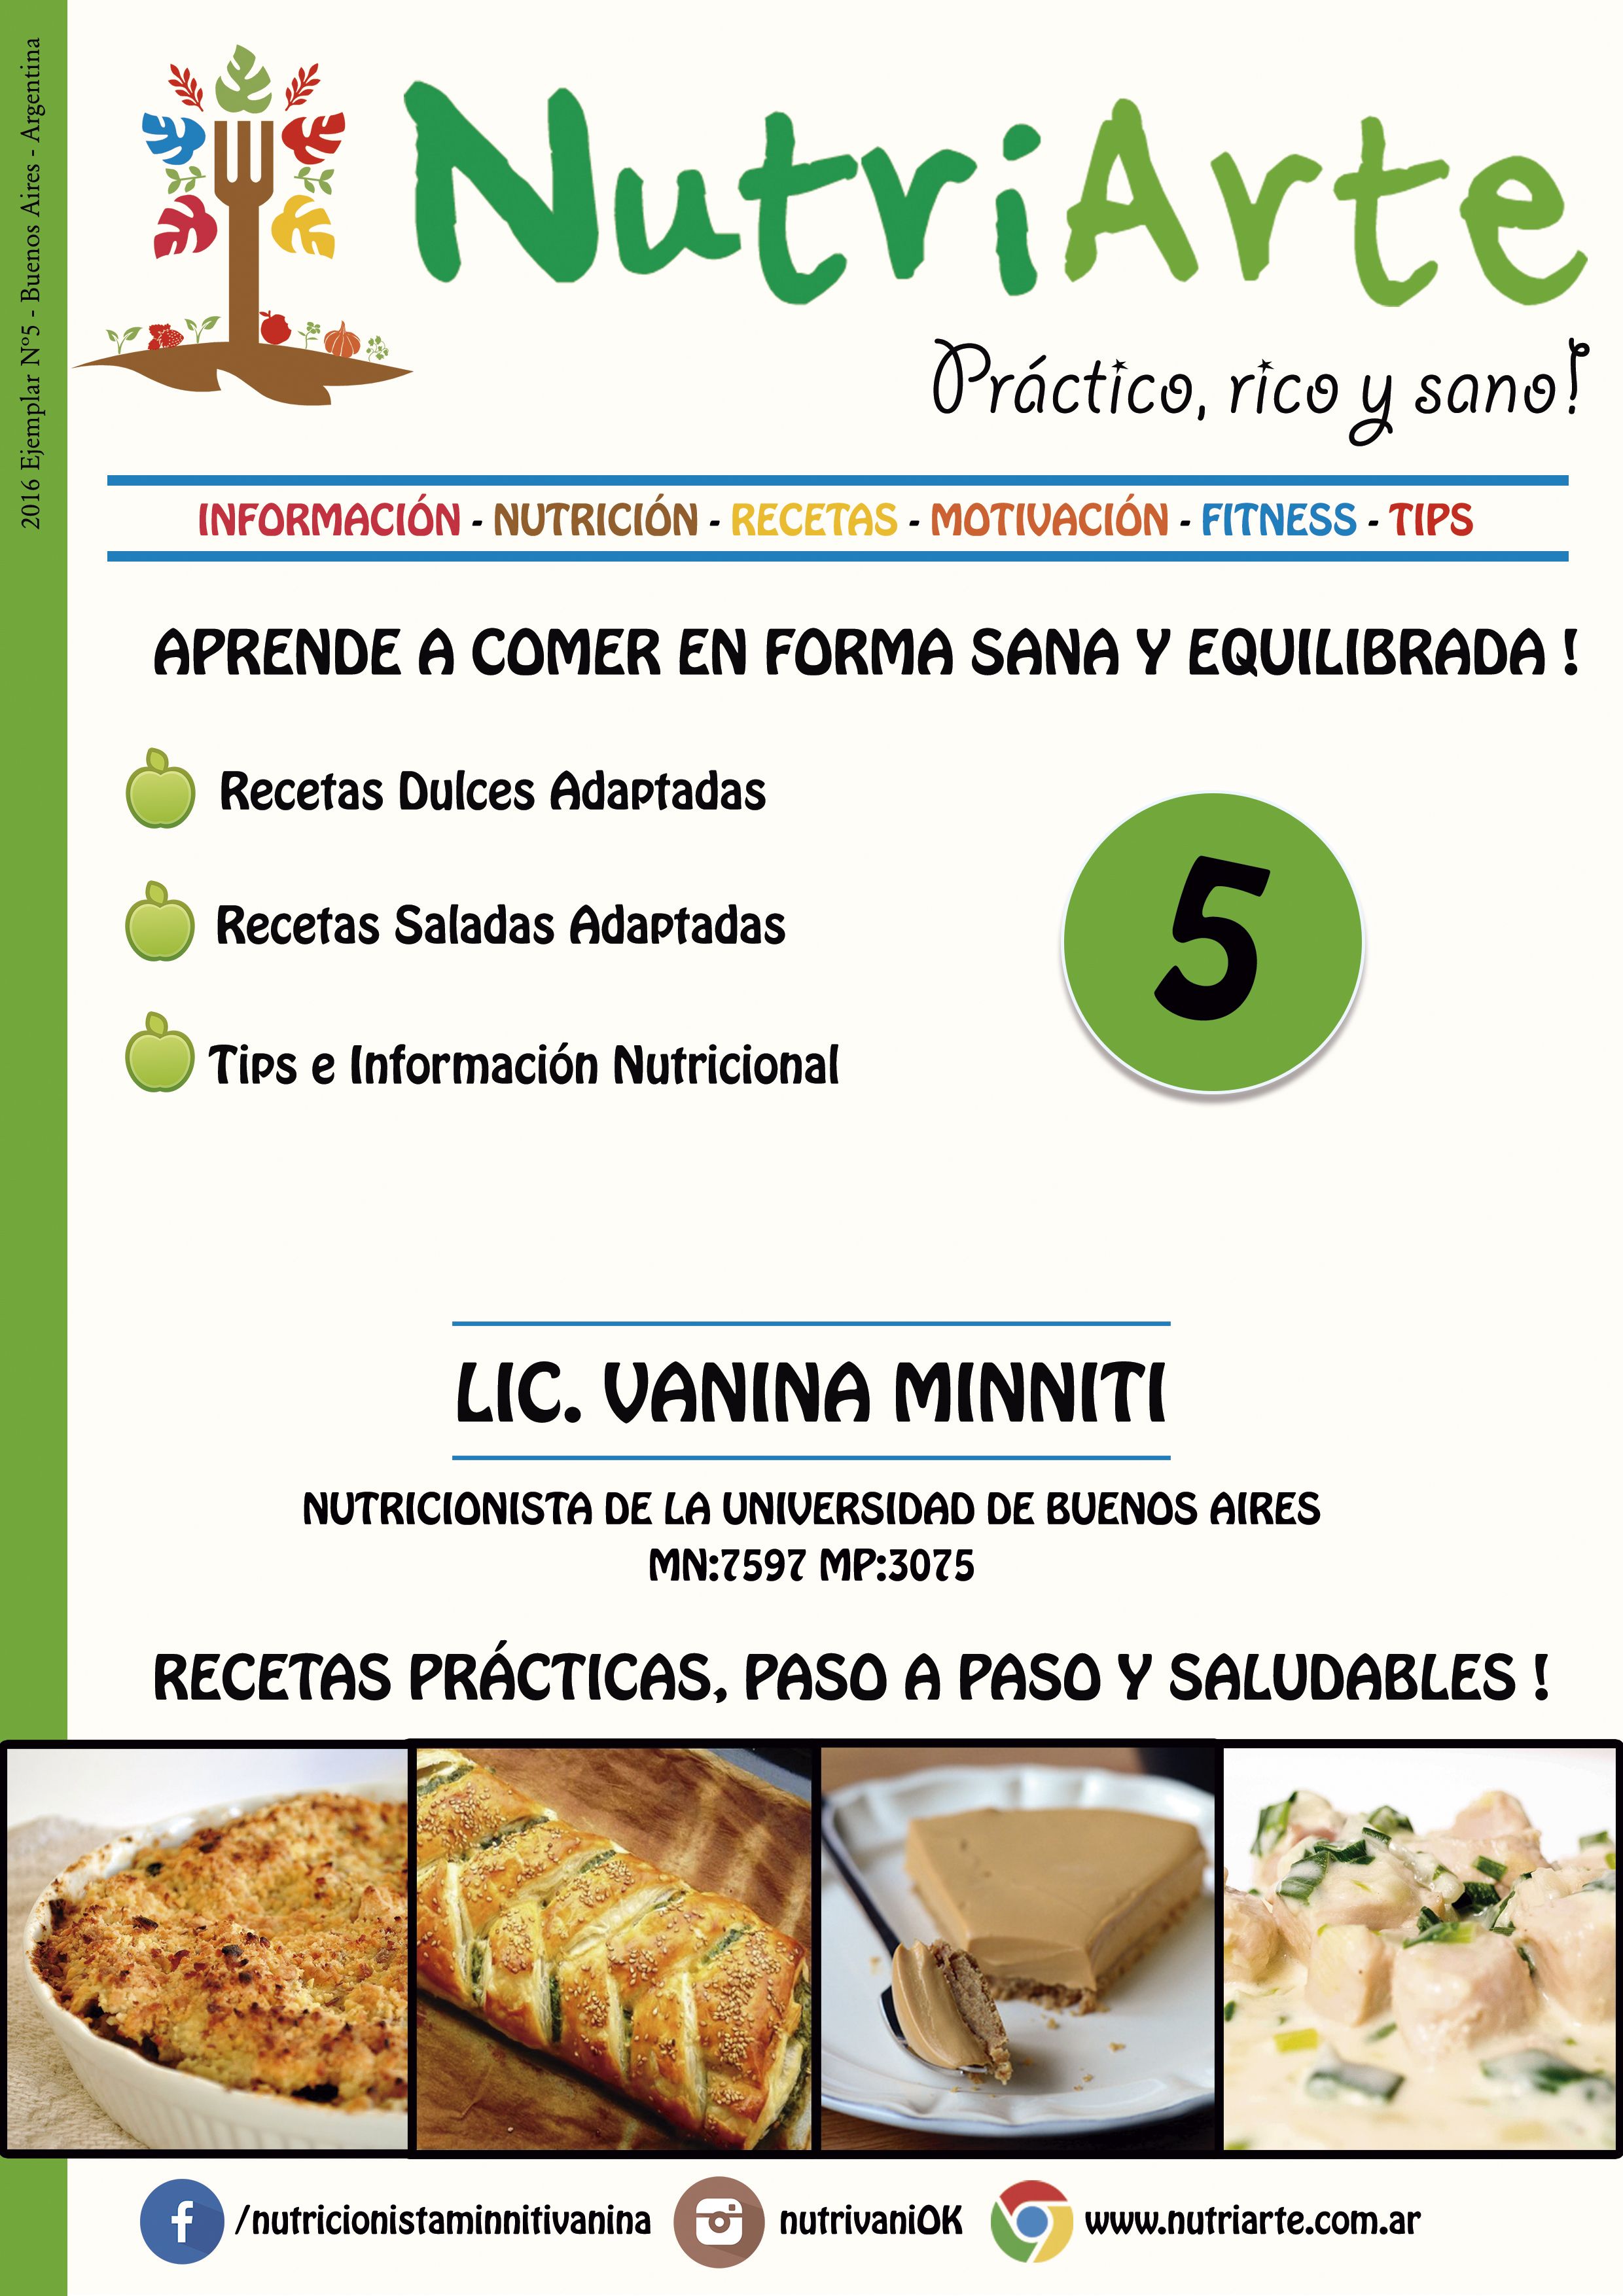 2016 Ejemplar Nº5 - Buenos Aires - Argentina
NutriArte
Práctico, rico y sano!
INFORMACIÓN - NUTRICIÓN - RECETAS - MOTIVACIÓN - FITNESS - TIPS
APRENDE A COMER EN FORMA SANA Y EQUILIBRADA !
Recetas Dulces Adaptadas
Recetas Saladas Adaptadas
5
Tips e Información Nutricional
LIC. VANINA MINNITI
NUTRICIONISTA DE LA UNIVERSIDAD DE BUENOS AIRES
MN:7597 MP:3075
RECETAS PRÁCTICAS, PASO A PASO Y SALUDABLES !
/nutricionistaminnitivanina nutrivaniOK www.nutriarte.com.ar